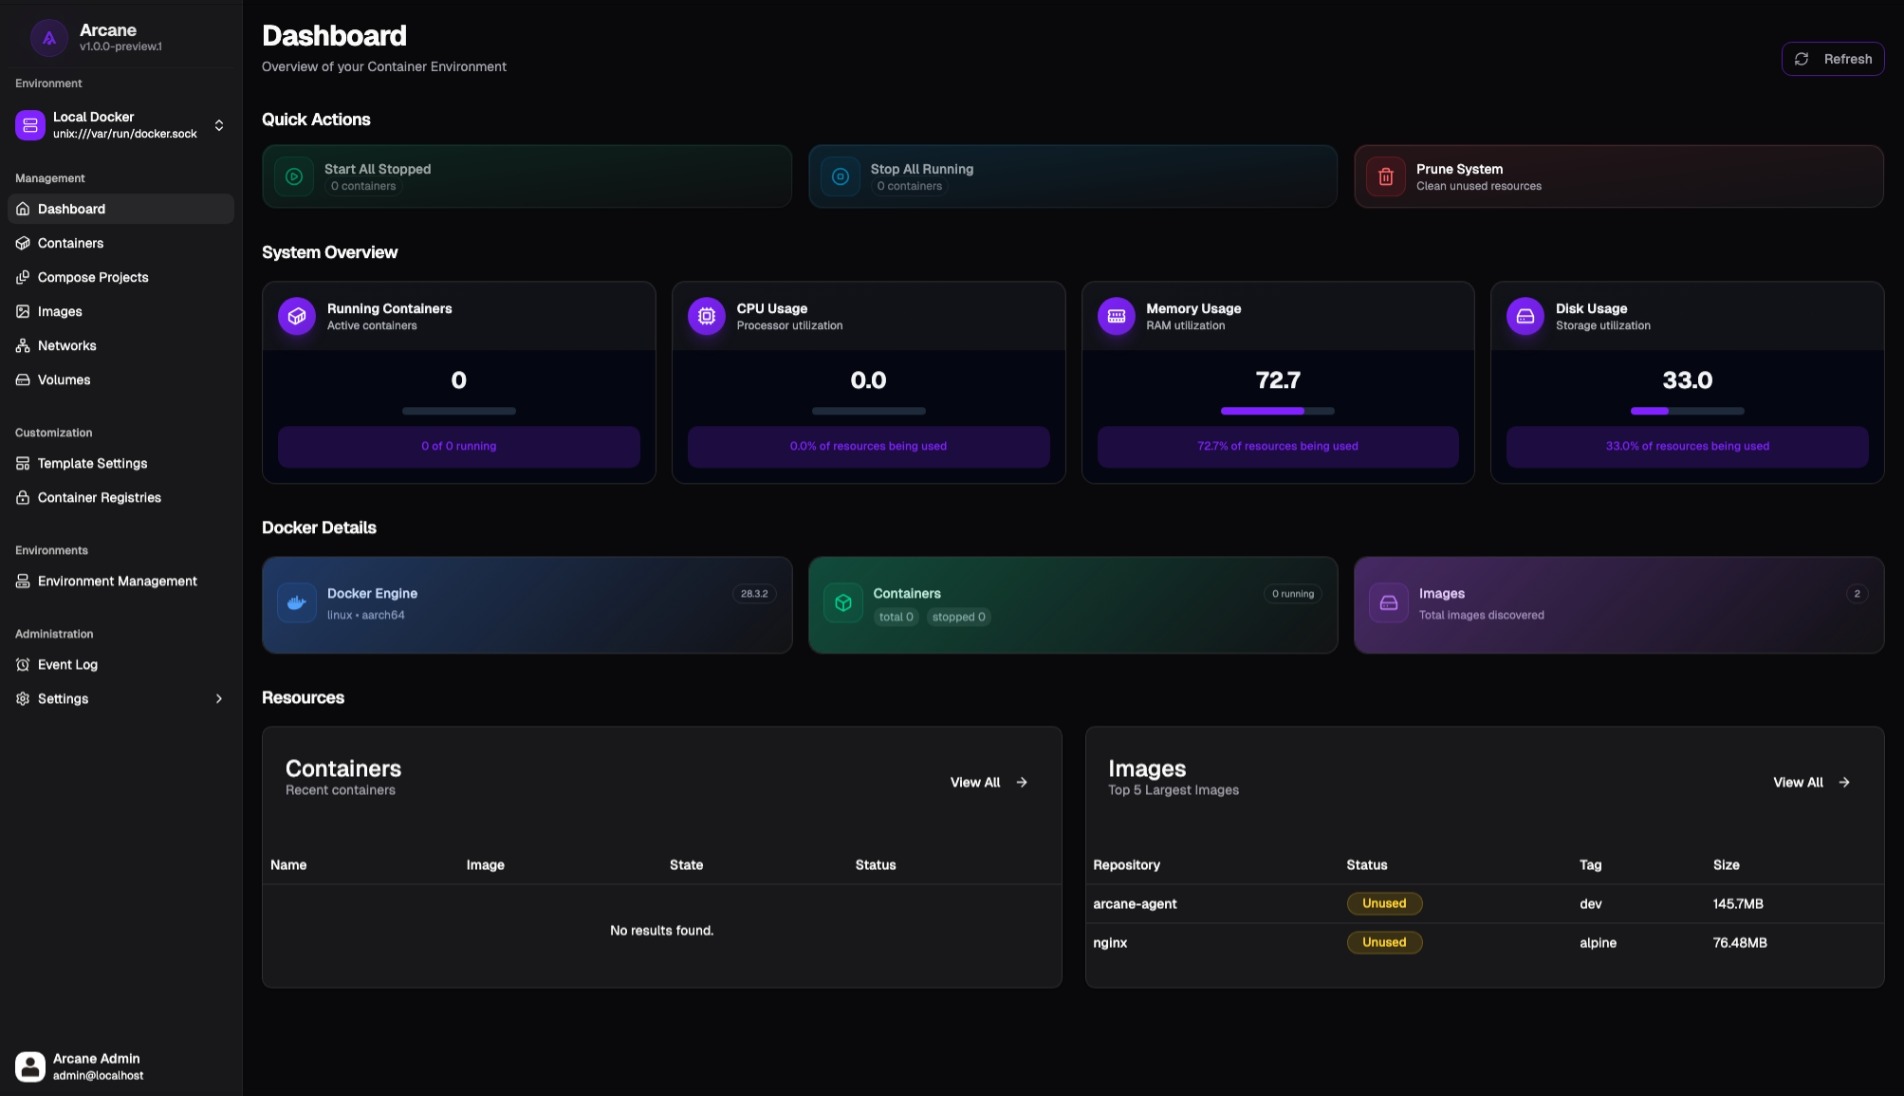 Arcane
v1.0.0-preview.1
Environment
Local Docker
unix:///var/run/docker.sock
Management
Dashboard
Containers
Compose Projects
Images
Networks
Volumes
Customization
Template Settings
Container Registries
Environments
Environment Management
Administration
Event Log
Settings
Arcane Admin
admin@localhost
Dashboard
Overview of your Container Environment
Refresh
Quick Actions
Start All Stopped
0 containers
Stop All Running
0 containers
Prune System
Clean unused resources
System Overview
Running Containers
Active containers
0
0 of 0 running
CPU Usage
Processor utilization
0.0
0.0% of resources being used
Memory Usage
RAM utilization
72.7
72.7% of resources being used
Disk Usage
Storage utilization
33.0
33.0% of resources being used
Docker Details
Docker Engine
28.3.2
linux • aarch64
Containers
0 running
total 0 stopped 0
Images
2
Total images discovered
Resources
Containers
Recent containers
View All
Name Image State Status
No results found.
Images
Top 5 Largest Images
View All
Repository Status Tag Size
arcane-agent Unused dev 145.7MB
nginx Unused alpine 76.48MB